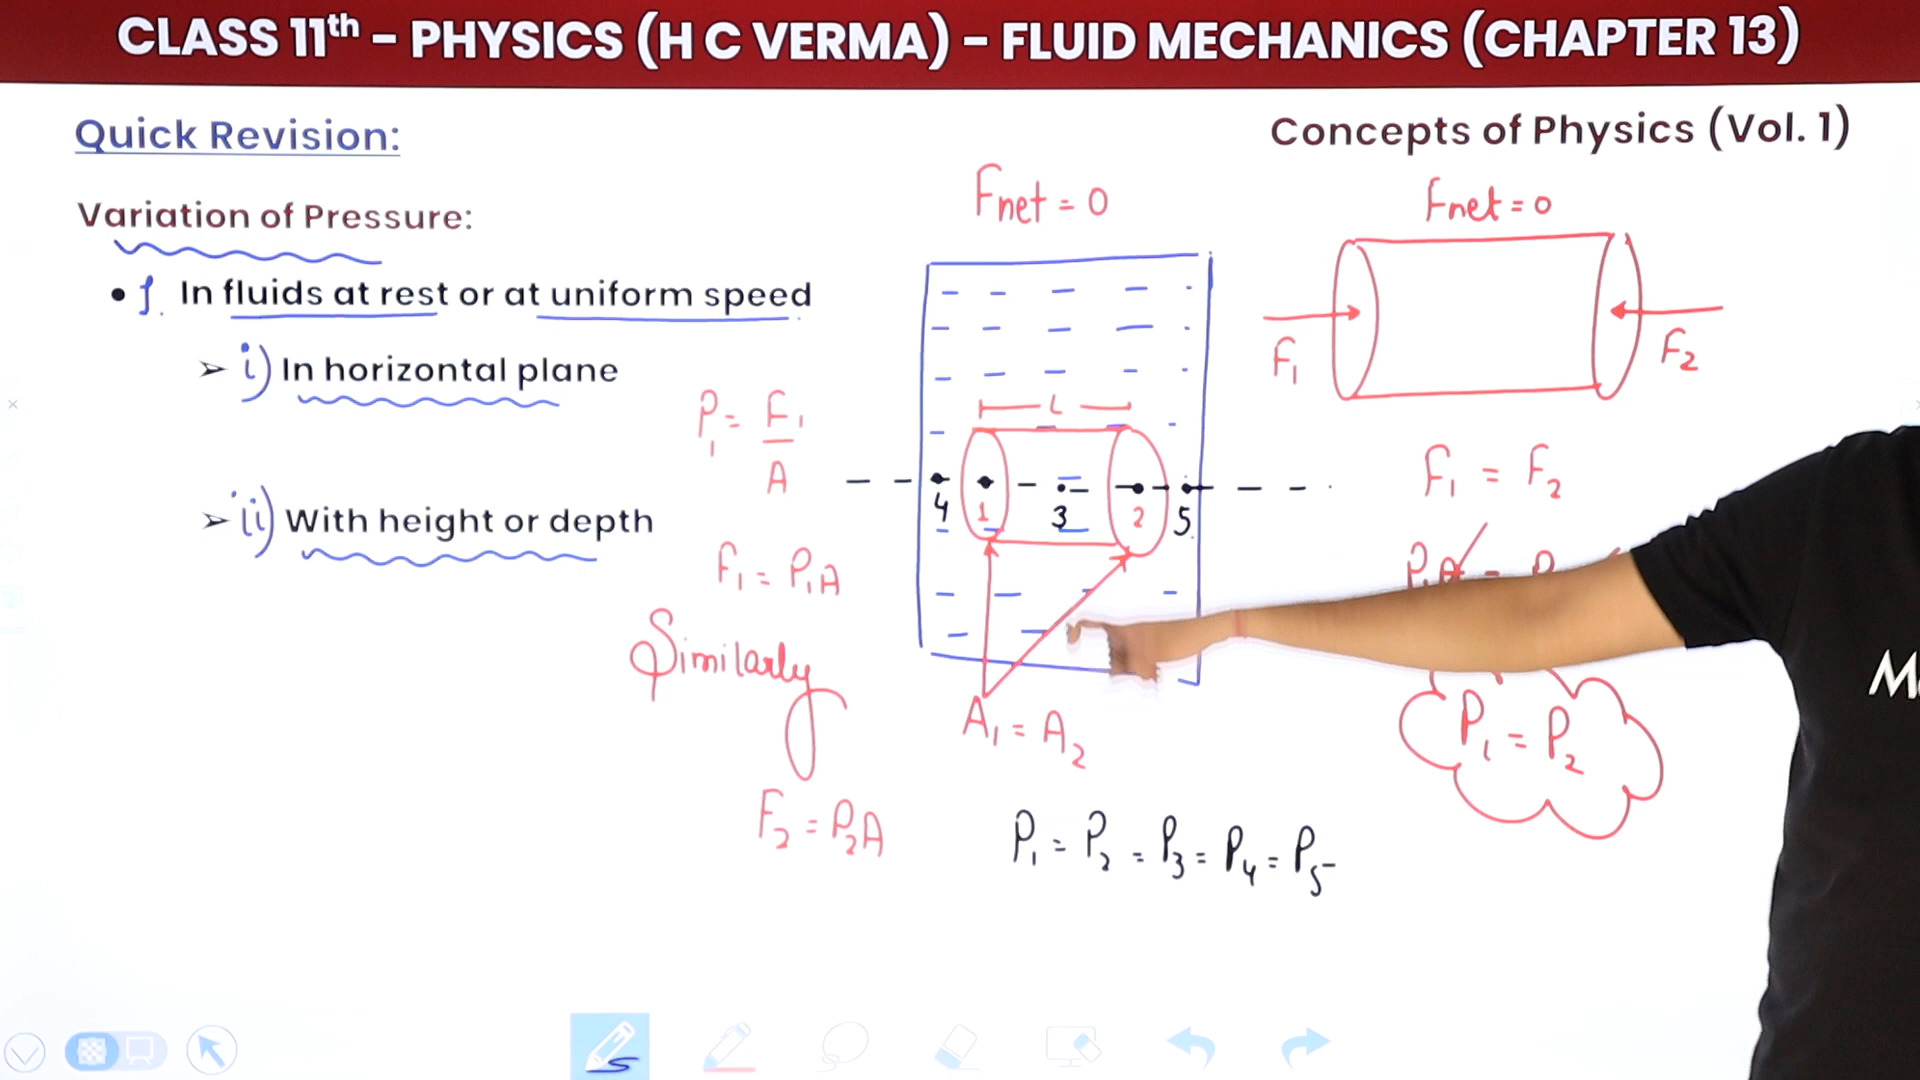 CLASS 11th - PHYSICS (H C VERMA) - FLUID MECHANICS (CHAPTER 13)
Quick Revision:
Concepts of Physics (Vol. 1)
Variation of Pressure:
• 1. In fluids at rest or at uniform speed
➢ i) In horizontal plane
➢ ii) With height or depth
P₁ = F₁/A
F₁ = P₁A
Similarly
F₂ = P₂A
Fnet = 0
L
4 1 3 2 5
A₁ = A₂
P₁ = P₂ = P₃ = P₄ = P₅
Fnet = 0
F₁ F₂
F₁ = F₂
P₁A = P
P₁ = P₂
M